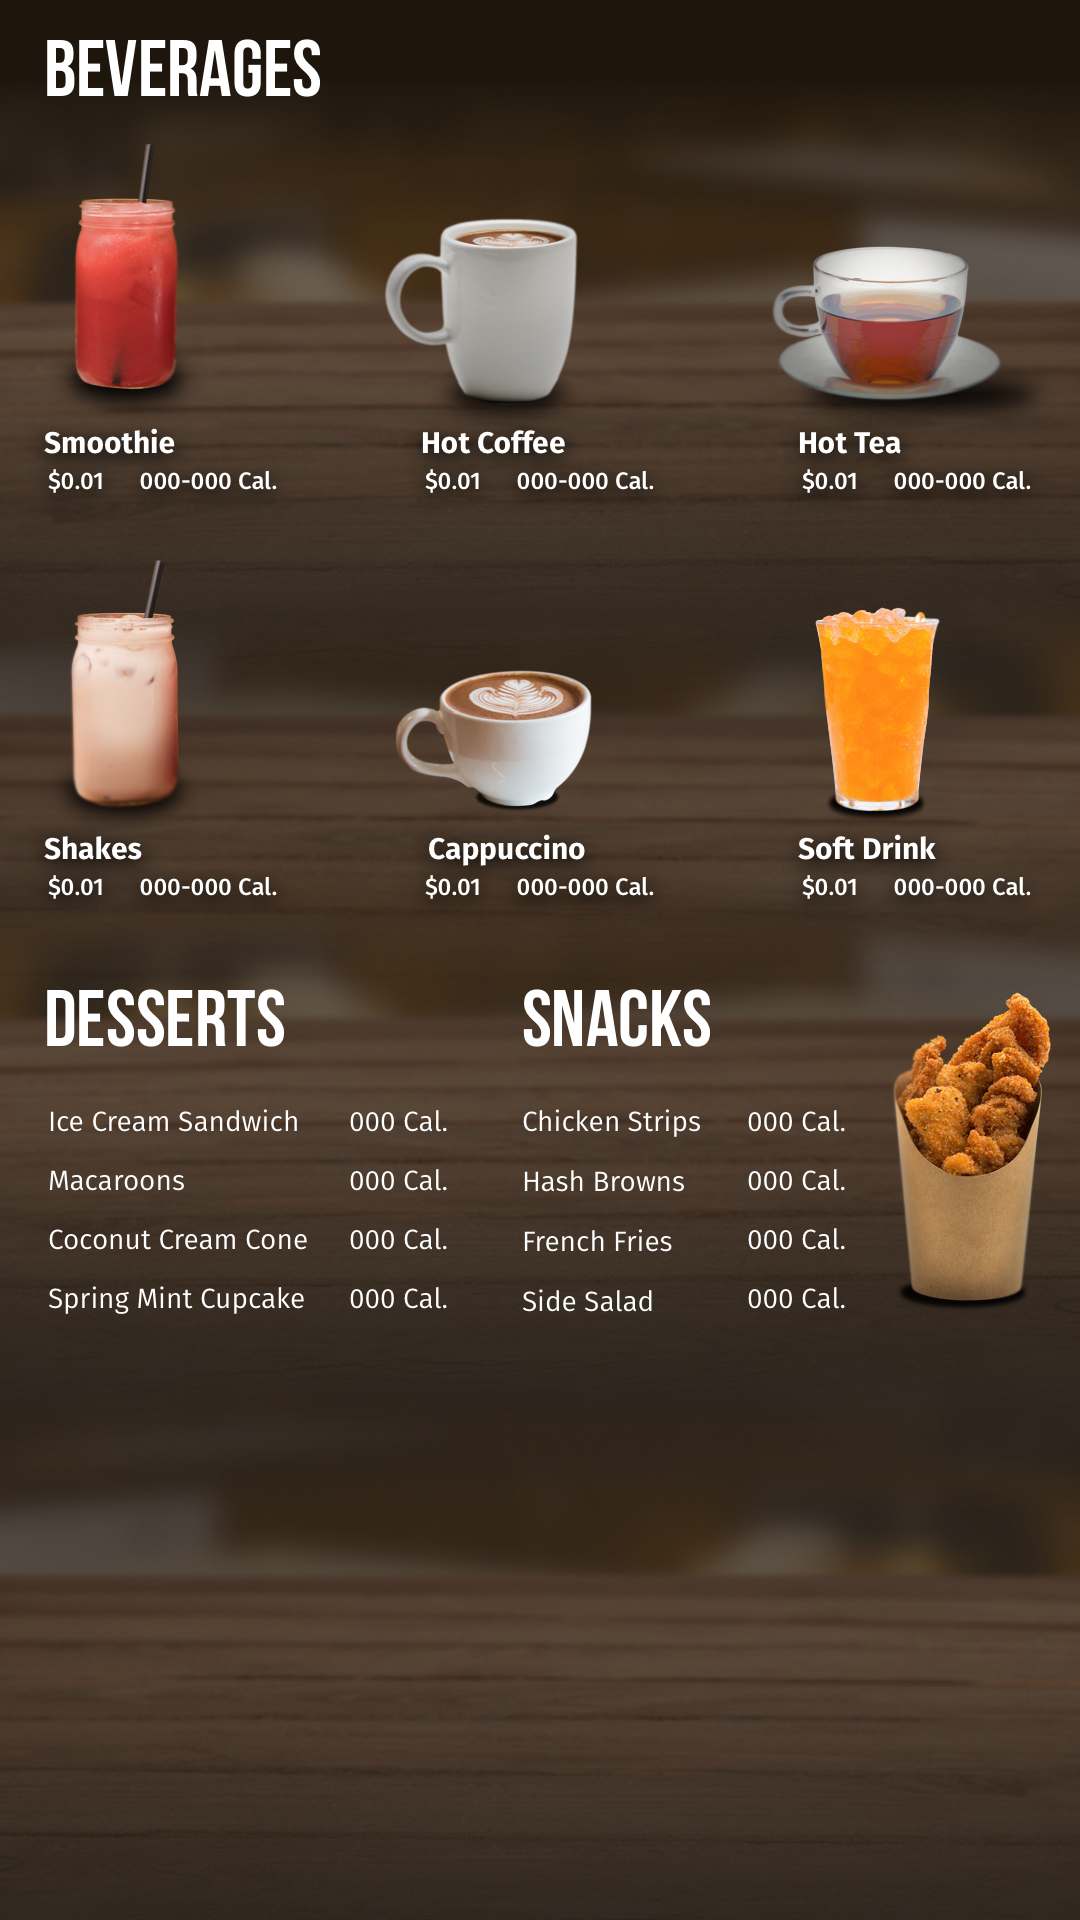 BEVERAGES
Smoothie
$0.01 000-000 Cal.
Hot Coffee
$0.01 000-000 Cal.
Hot Tea
$0.01 000-000 Cal.
Shakes
$0.01 000-000 Cal.
Cappuccino
$0.01 000-000 Cal.
Soft Drink
$0.01 000-000 Cal.
DESSERTS
Ice Cream Sandwich 000 Cal.
Macaroons 000 Cal.
Coconut Cream Cone 000 Cal.
Spring Mint Cupcake 000 Cal.
SNACKS
Chicken Strips 000 Cal.
Hash Browns 000 Cal.
French Fries 000 Cal.
Side Salad 000 Cal.